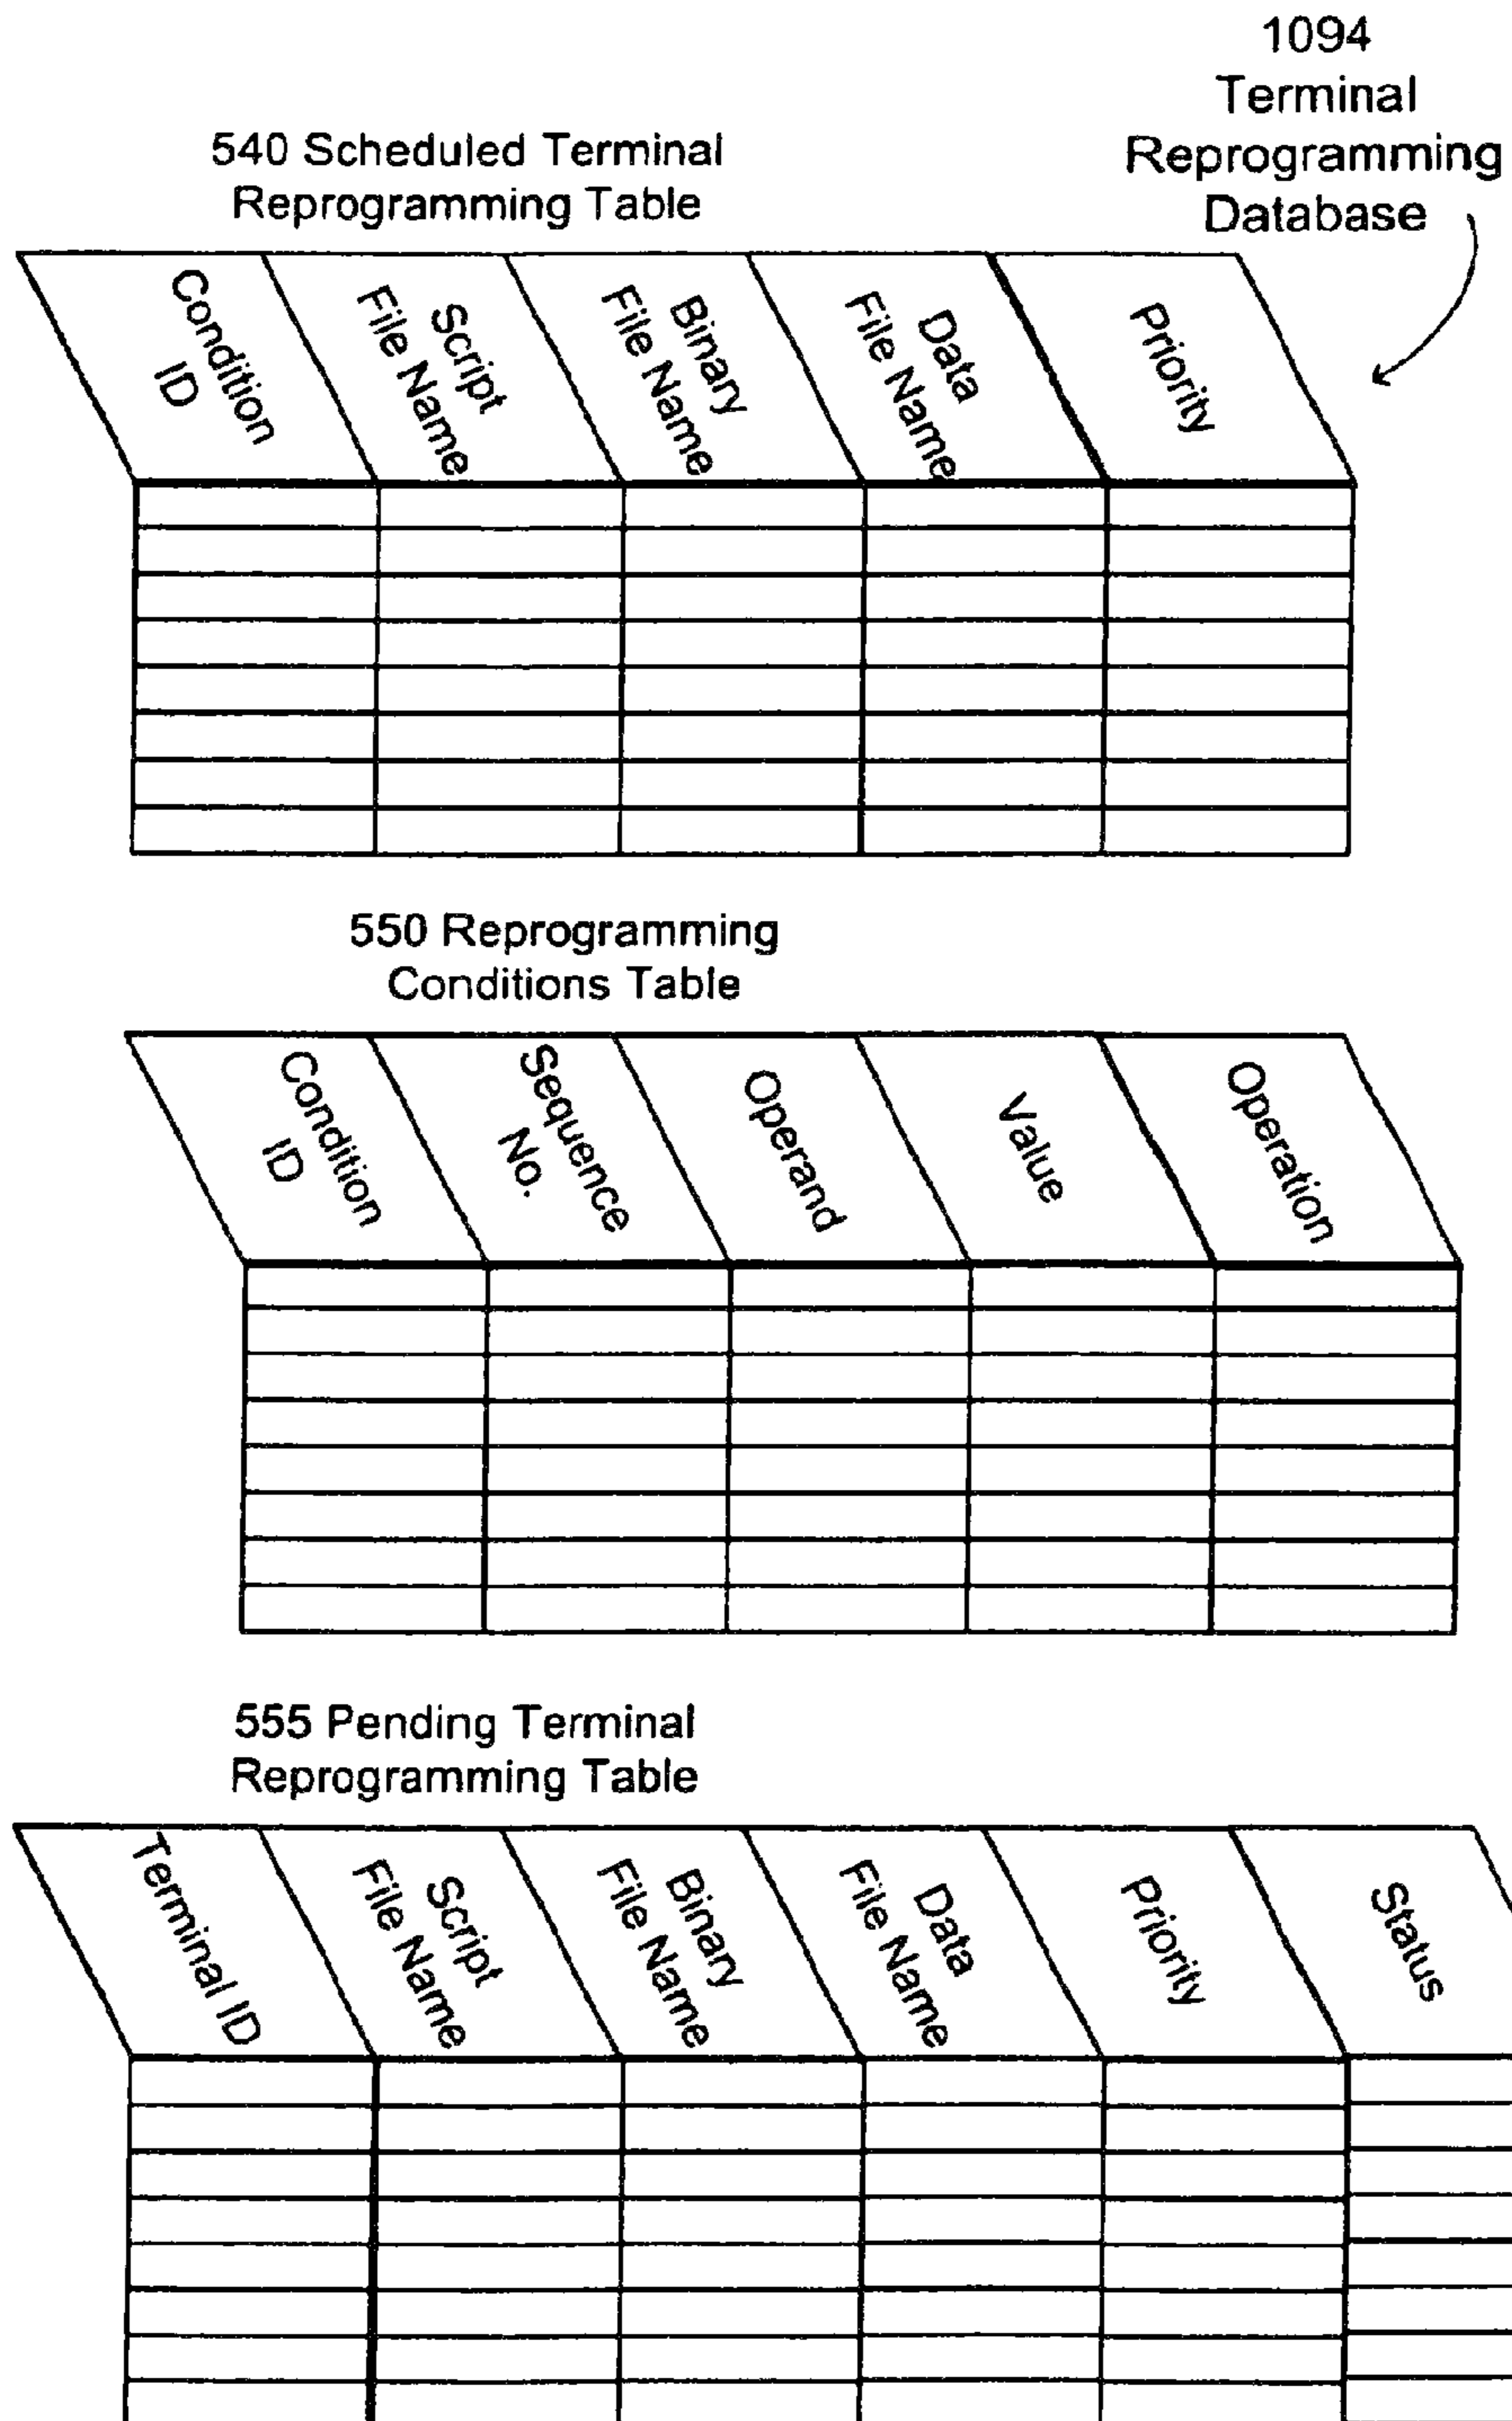 1094
Terminal
Reprogramming
Database
540 Scheduled Terminal
Reprogramming Table
Condition
ID
Script
File Name
Binary
File Name
Data
File Name
Priority
550 Reprogramming
Conditions Table
Condition
ID
Sequence
No.
Operand
Value
Operation
555 Pending Terminal
Reprogramming Table
Terminal ID
Script
File Name
Binary
File Name
Data
File Name
Priority
Status